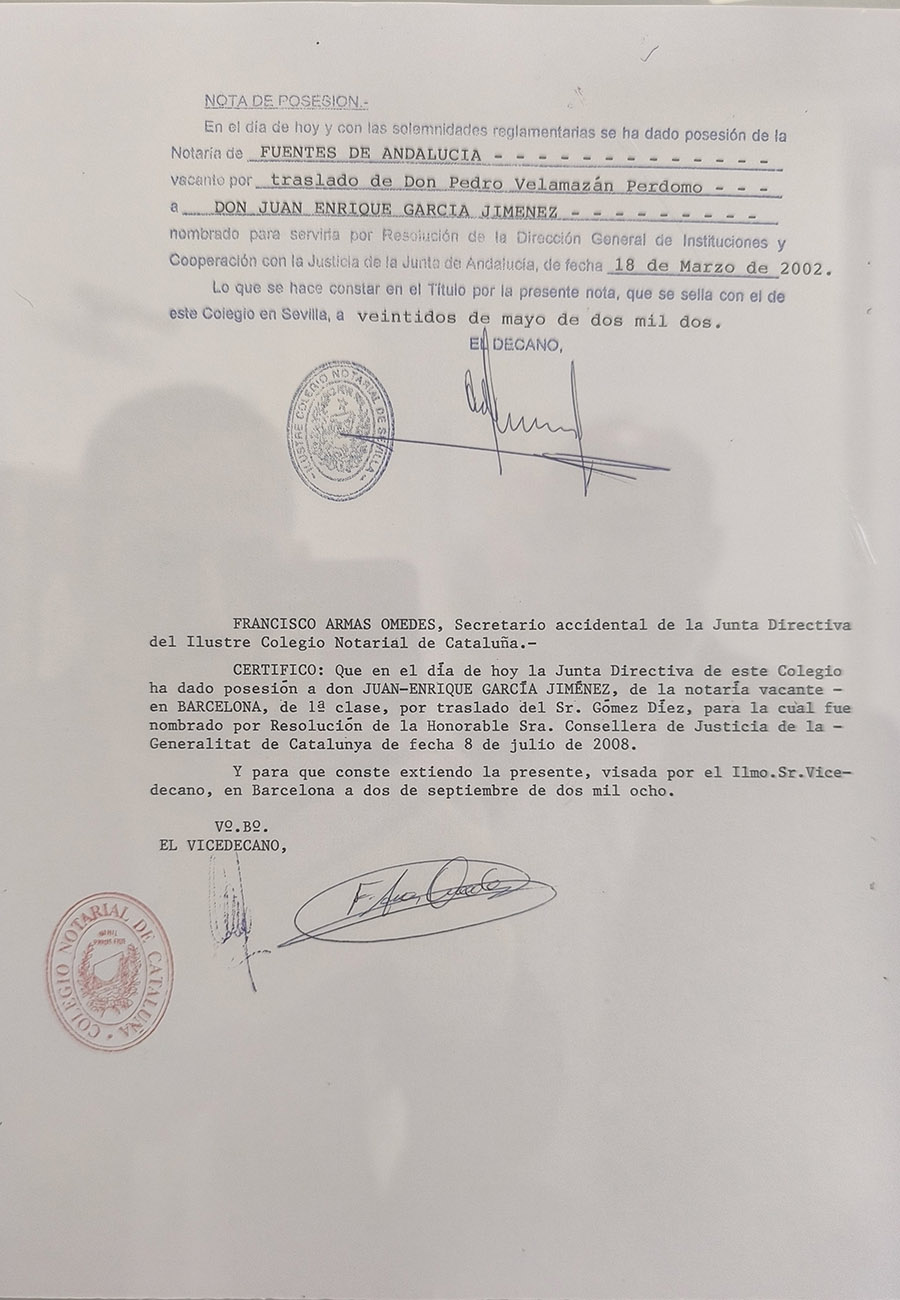 NOTA DE POSESION.-
En el día de hoy y con las solemnidades reglamentarias se ha dado posesión de la
Notaría de FUENTES DE ANDALUCIA - - - - - - - - - - - - -
vacante por traslado de Don Pedro Velamazán Perdomo - - -
a DON JUAN ENRIQUE GARCIA JIMENEZ - - - - - - - - -
nombrado para servirla por Resolución de la Dirección General de Instituciones y
Cooperación con la Justicia de la Junta de Andalucía, de fecha 18 de Marzo de 2002.
Lo que se hace constar en el Título por la presente nota, que se sella con el de
este Colegio en Sevilla, a veintidos de mayo de dos mil dos.
EL DECANO,
ILUSTRE COLEGIO NOTARIAL DE SEVILLA
FRANCISCO ARMAS OMEDES, Secretario accidental de la Junta Directiva
del Ilustre Colegio Notarial de Cataluña.-
CERTIFICO: Que en el día de hoy la Junta Directiva de este Colegio
ha dado posesión a don JUAN-ENRIQUE GARCÍA JIMÉNEZ, de la notaría vacante -
en BARCELONA, de 1ª clase, por traslado del Sr. Gómez Díez, para la cual fue
nombrado por Resolución de la Honorable Sra. Consellera de Justicia de la -
Generalitat de Catalunya de fecha 8 de julio de 2008.
Y para que conste extiendo la presente, visada por el Ilmo.Sr.Vice-
decano, en Barcelona a dos de septiembre de dos mil ocho.
Vº.Bº.
EL VICEDECANO,
COLEGIO NOTARIAL DE CATALUÑA